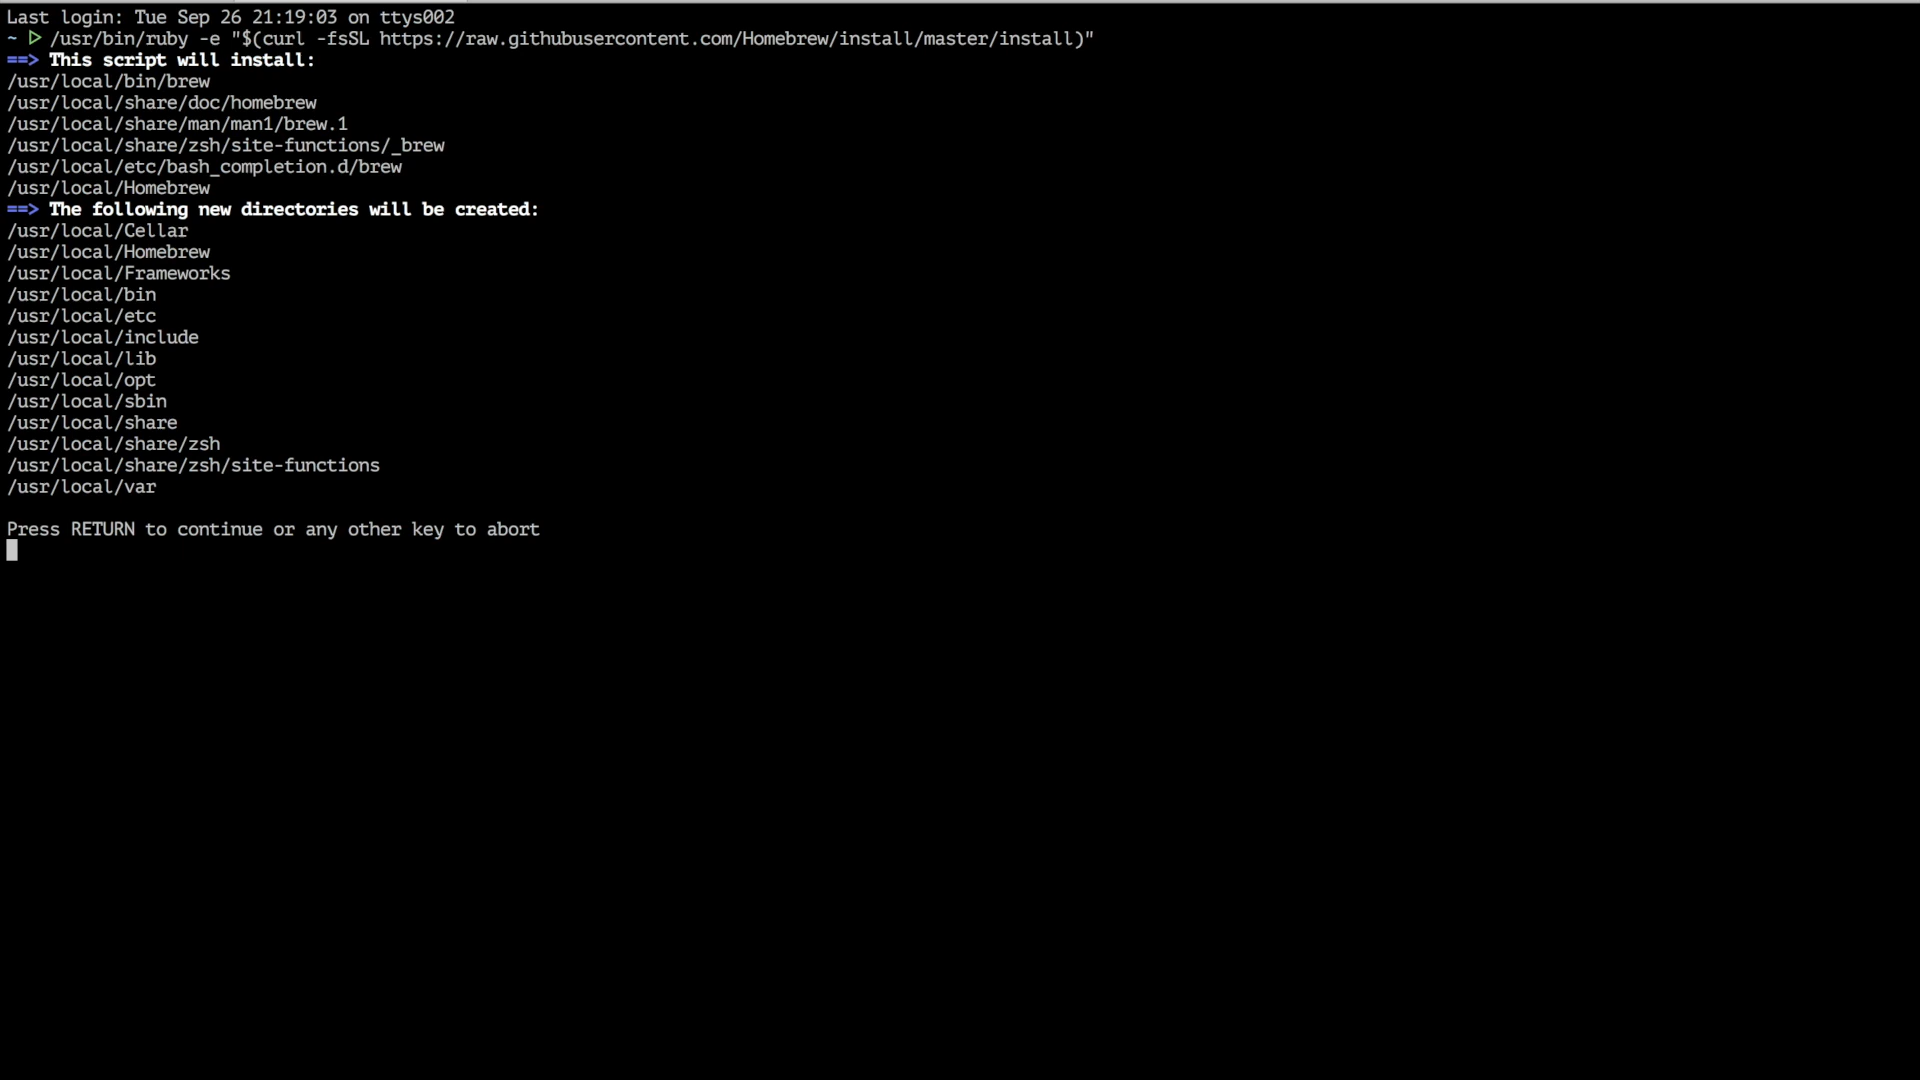 Last login: Tue Sep 26 21:19:03 on ttys002
~ ▷ /usr/bin/ruby -e "$(curl -fsSL https://raw.githubusercontent.com/Homebrew/install/master/install)"
==> This script will install:
/usr/local/bin/brew
/usr/local/share/doc/homebrew
/usr/local/share/man/man1/brew.1
/usr/local/share/zsh/site-functions/_brew
/usr/local/etc/bash_completion.d/brew
/usr/local/Homebrew
==> The following new directories will be created:
/usr/local/Cellar
/usr/local/Homebrew
/usr/local/Frameworks
/usr/local/bin
/usr/local/etc
/usr/local/include
/usr/local/lib
/usr/local/opt
/usr/local/sbin
/usr/local/share
/usr/local/share/zsh
/usr/local/share/zsh/site-functions
/usr/local/var
Press RETURN to continue or any other key to abort